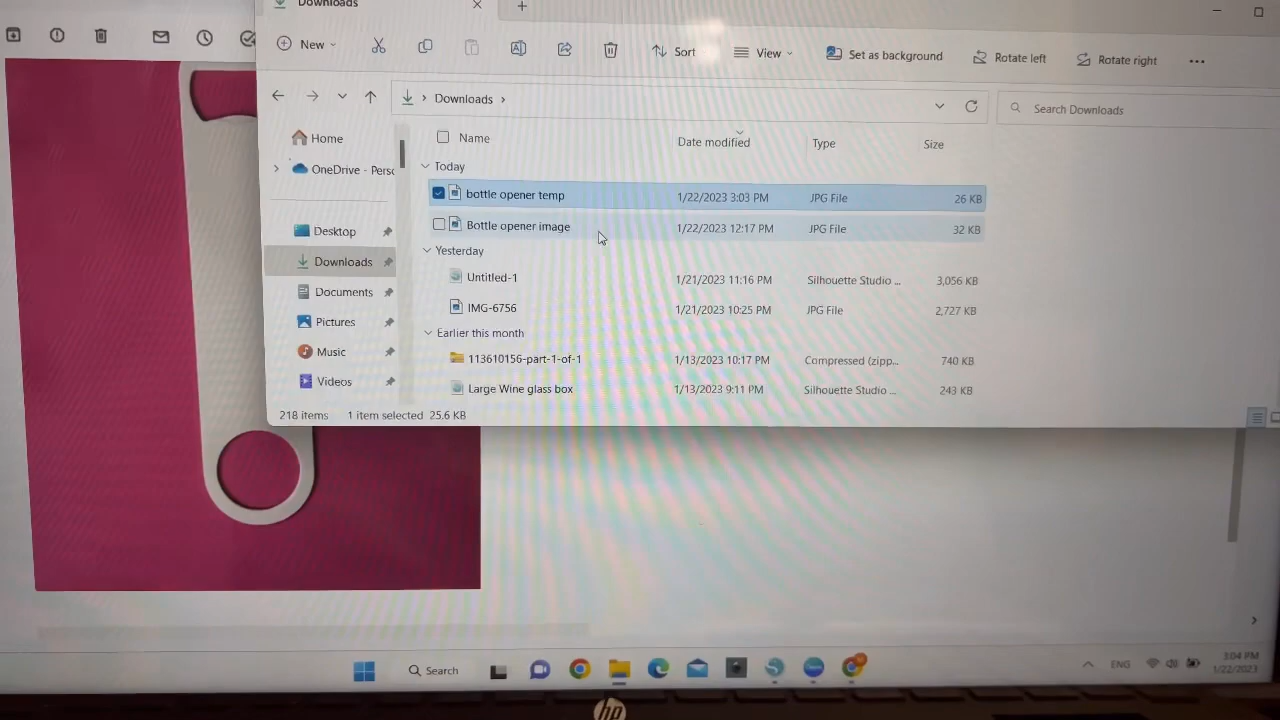 Downloads
New
Sort
View
Set as background
Rotate left
Rotate right
Downloads
Search Downloads
Home
OneDrive - Perso
Desktop
Downloads
Documents
Pictures
Music
Videos
Name Date modified Type Size
Today
bottle opener temp 1/22/2023 3:03 PM JPG File 26 KB
Bottle opener image 1/22/2023 12:17 PM JPG File 32 KB
Yesterday
Untitled-1 1/21/2023 11:16 PM Silhouette Studio ... 3,056 KB
IMG-6756 1/21/2023 10:25 PM JPG File 2,727 KB
Earlier this month
113610156-part-1-of-1 1/13/2023 10:17 PM Compressed (zipp... 740 KB
Large Wine glass box 1/13/2023 9:11 PM Silhouette Studio ... 243 KB
218 items 1 item selected 25.6 KB
Search
ENG
3:04 PM
1/22/2023
hp